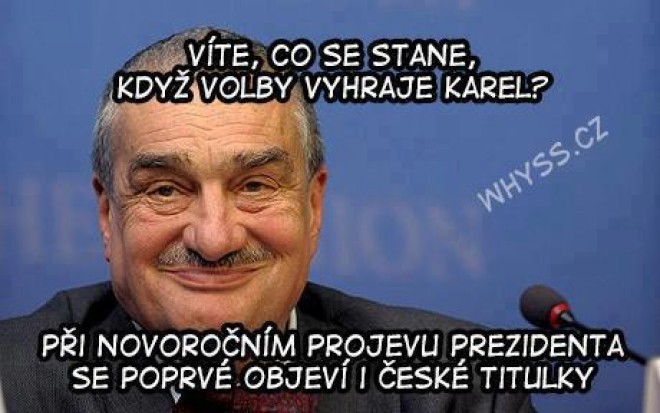 VÍTE, CO SE STANE,
KDYŽ VOLBY VYHRAJE KAREL?
WHYSS.CZ
PŘI NOVOROČNÍM PROJEVU PREZIDENTA
SE POPRVÉ OBJEVÍ I ČESKÉ TITULKY